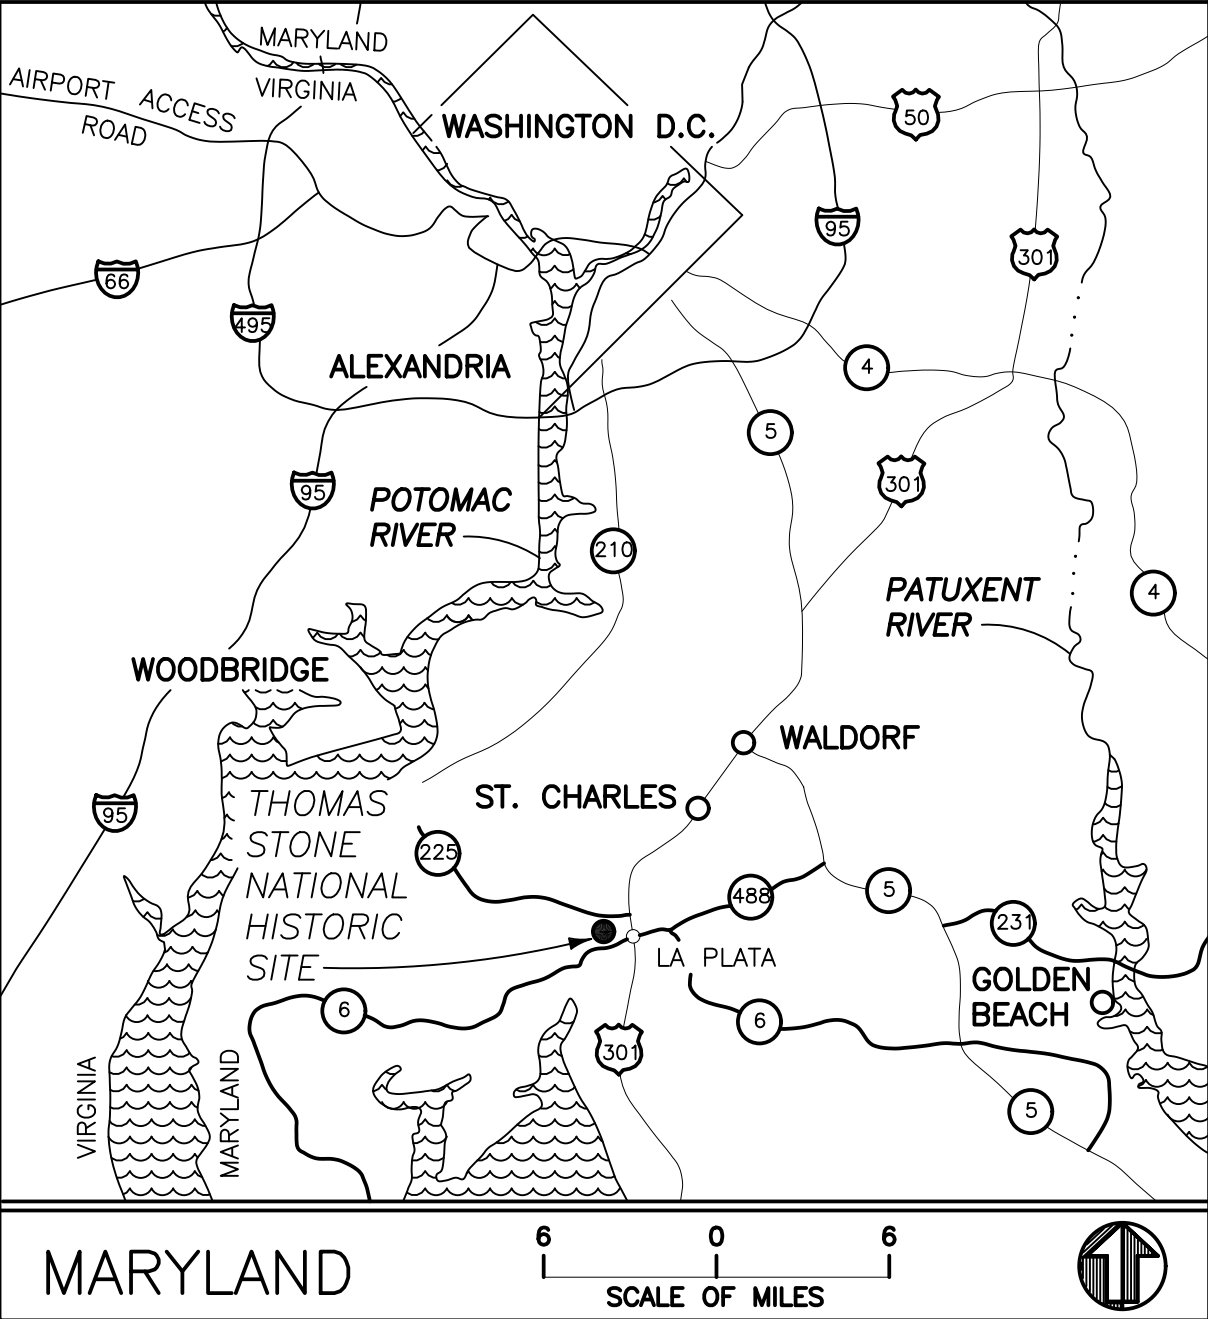 MARYLAND
VIRGINIA
AIRPORT ACCESS
ROAD
WASHINGTON D.C.
50
95
301
66
495
ALEXANDRIA
4
5
301
95
POTOMAC
RIVER
210
PATUXENT
RIVER
4
WOODBRIDGE
WALDORF
ST. CHARLES
95
THOMAS
STONE
NATIONAL
HISTORIC
SITE
225
488
5
231
LA PLATA
GOLDEN
BEACH
6
6
301
5
VIRGINIA
MARYLAND
MARYLAND
6 0 6
SCALE OF MILES